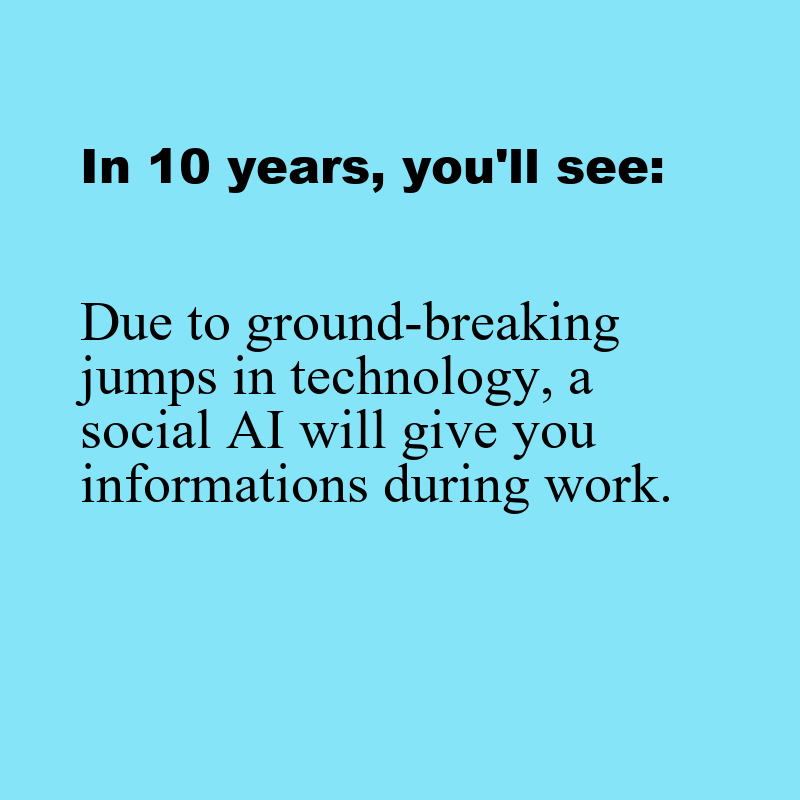 In 10 years, you'll see:
Due to ground-breaking
jumps in technology, a
social AI will give you
informations during work.